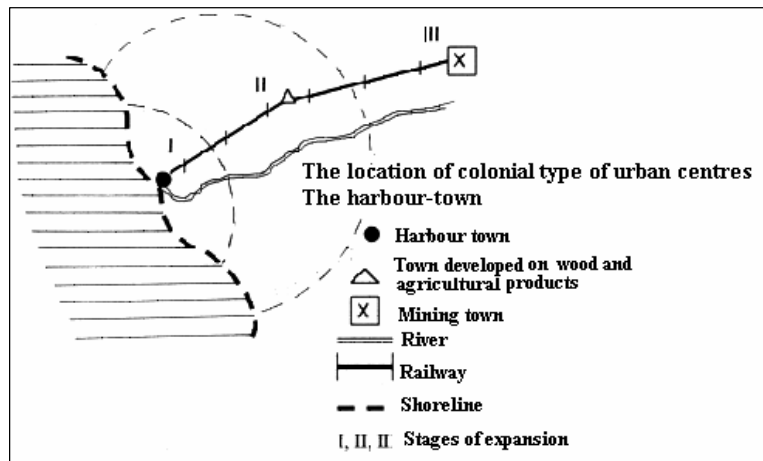 III
II
I
The location of colonial type of urban centres
The harbour-town
Harbour town
Town developed on wood and
agricultural products
Mining town
River
Railway
Shoreline
I, II, II Stages of expansion